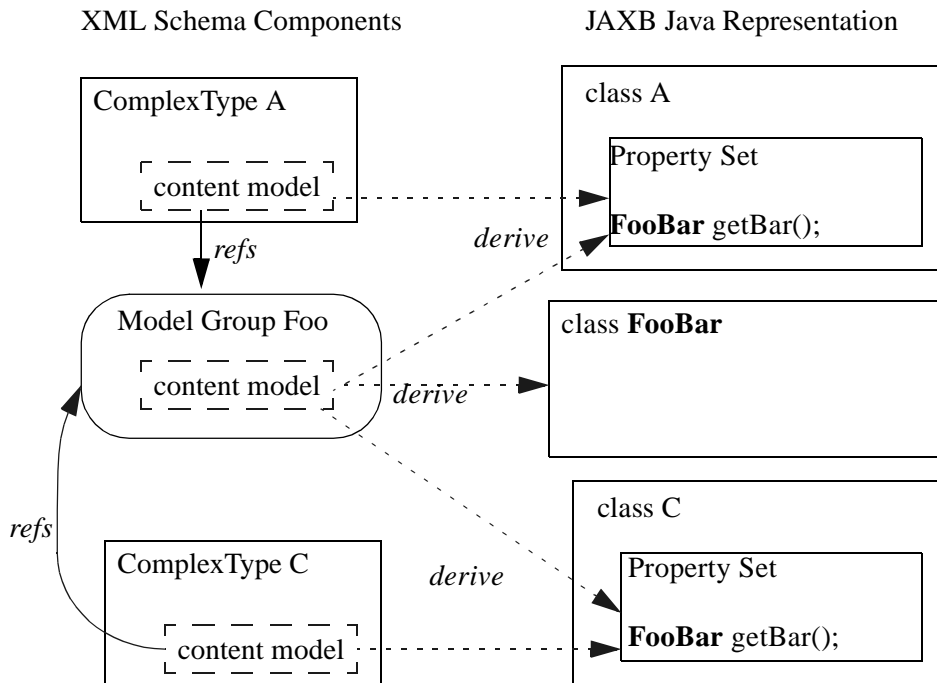 XML Schema Components
JAXB Java Representation
ComplexType A
content model
refs
Model Group Foo
content model
refs
ComplexType C
content model
derive
derive
derive
class A
Property Set
FooBar getBar();
class FooBar
class C
Property Set
FooBar getBar();